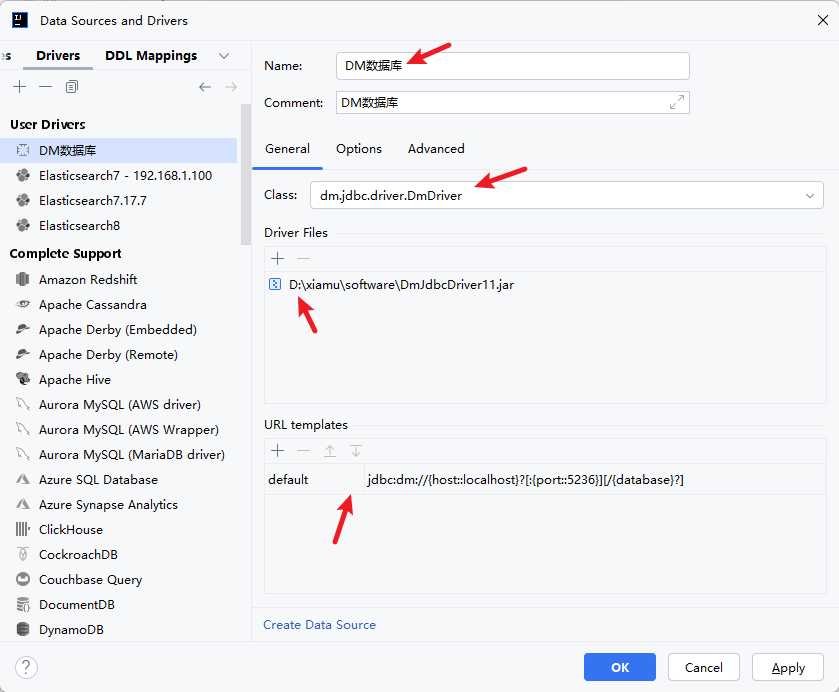 Data Sources and Drivers
es
Drivers
DDL Mappings
User Drivers
DM数据库
Elasticsearch7 - 192.168.1.100
Elasticsearch7.17.7
Elasticsearch8
Complete Support
Amazon Redshift
Apache Cassandra
Apache Derby (Embedded)
Apache Derby (Remote)
Apache Hive
Aurora MySQL (AWS driver)
Aurora MySQL (AWS Wrapper)
Aurora MySQL (MariaDB driver)
Azure SQL Database
Azure Synapse Analytics
ClickHouse
CockroachDB
Couchbase Query
DocumentDB
DynamoDB
Name: DM数据库
Comment: DM数据库
General Options Advanced
Class: dm.jdbc.driver.DmDriver
Driver Files
D:\xiamu\software\DmJdbcDriver11.jar
URL templates
default jdbc:dm://{host::localhost}?[:{port::5236}][/{database}?]
Create Data Source
?
OK Cancel Apply